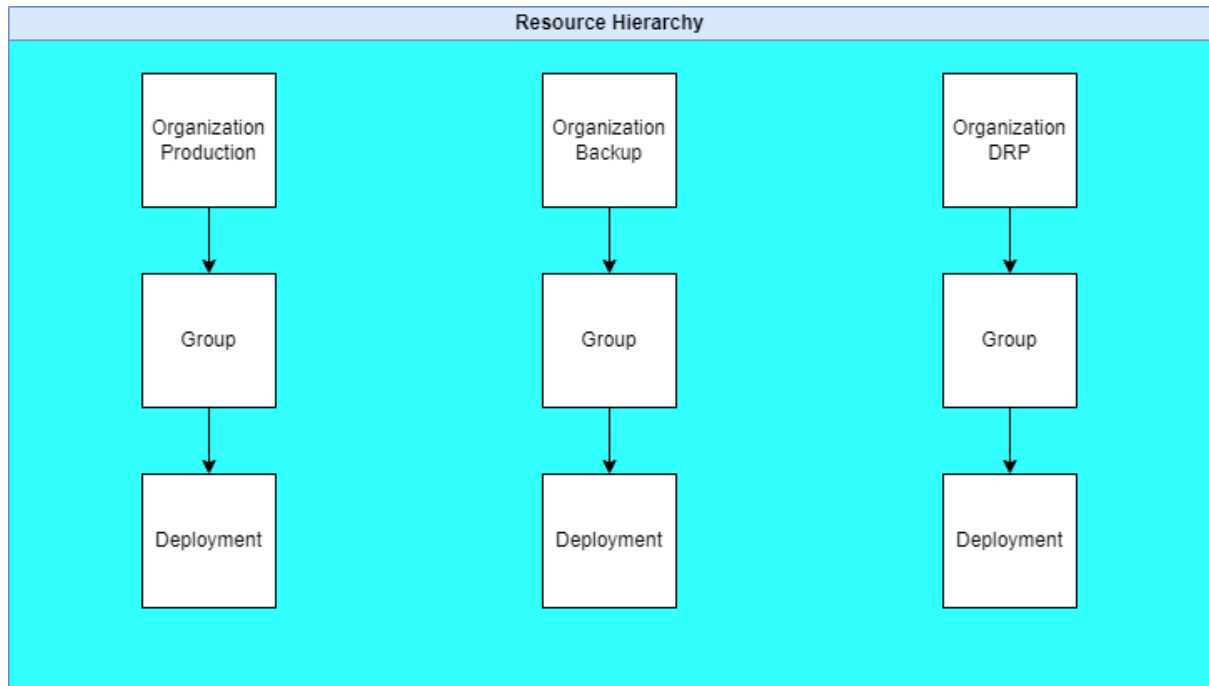 Resource Hierarchy
Organization
Production
Organization
Backup
Organization
DRP
Group
Group
Group
Deployment
Deployment
Deployment